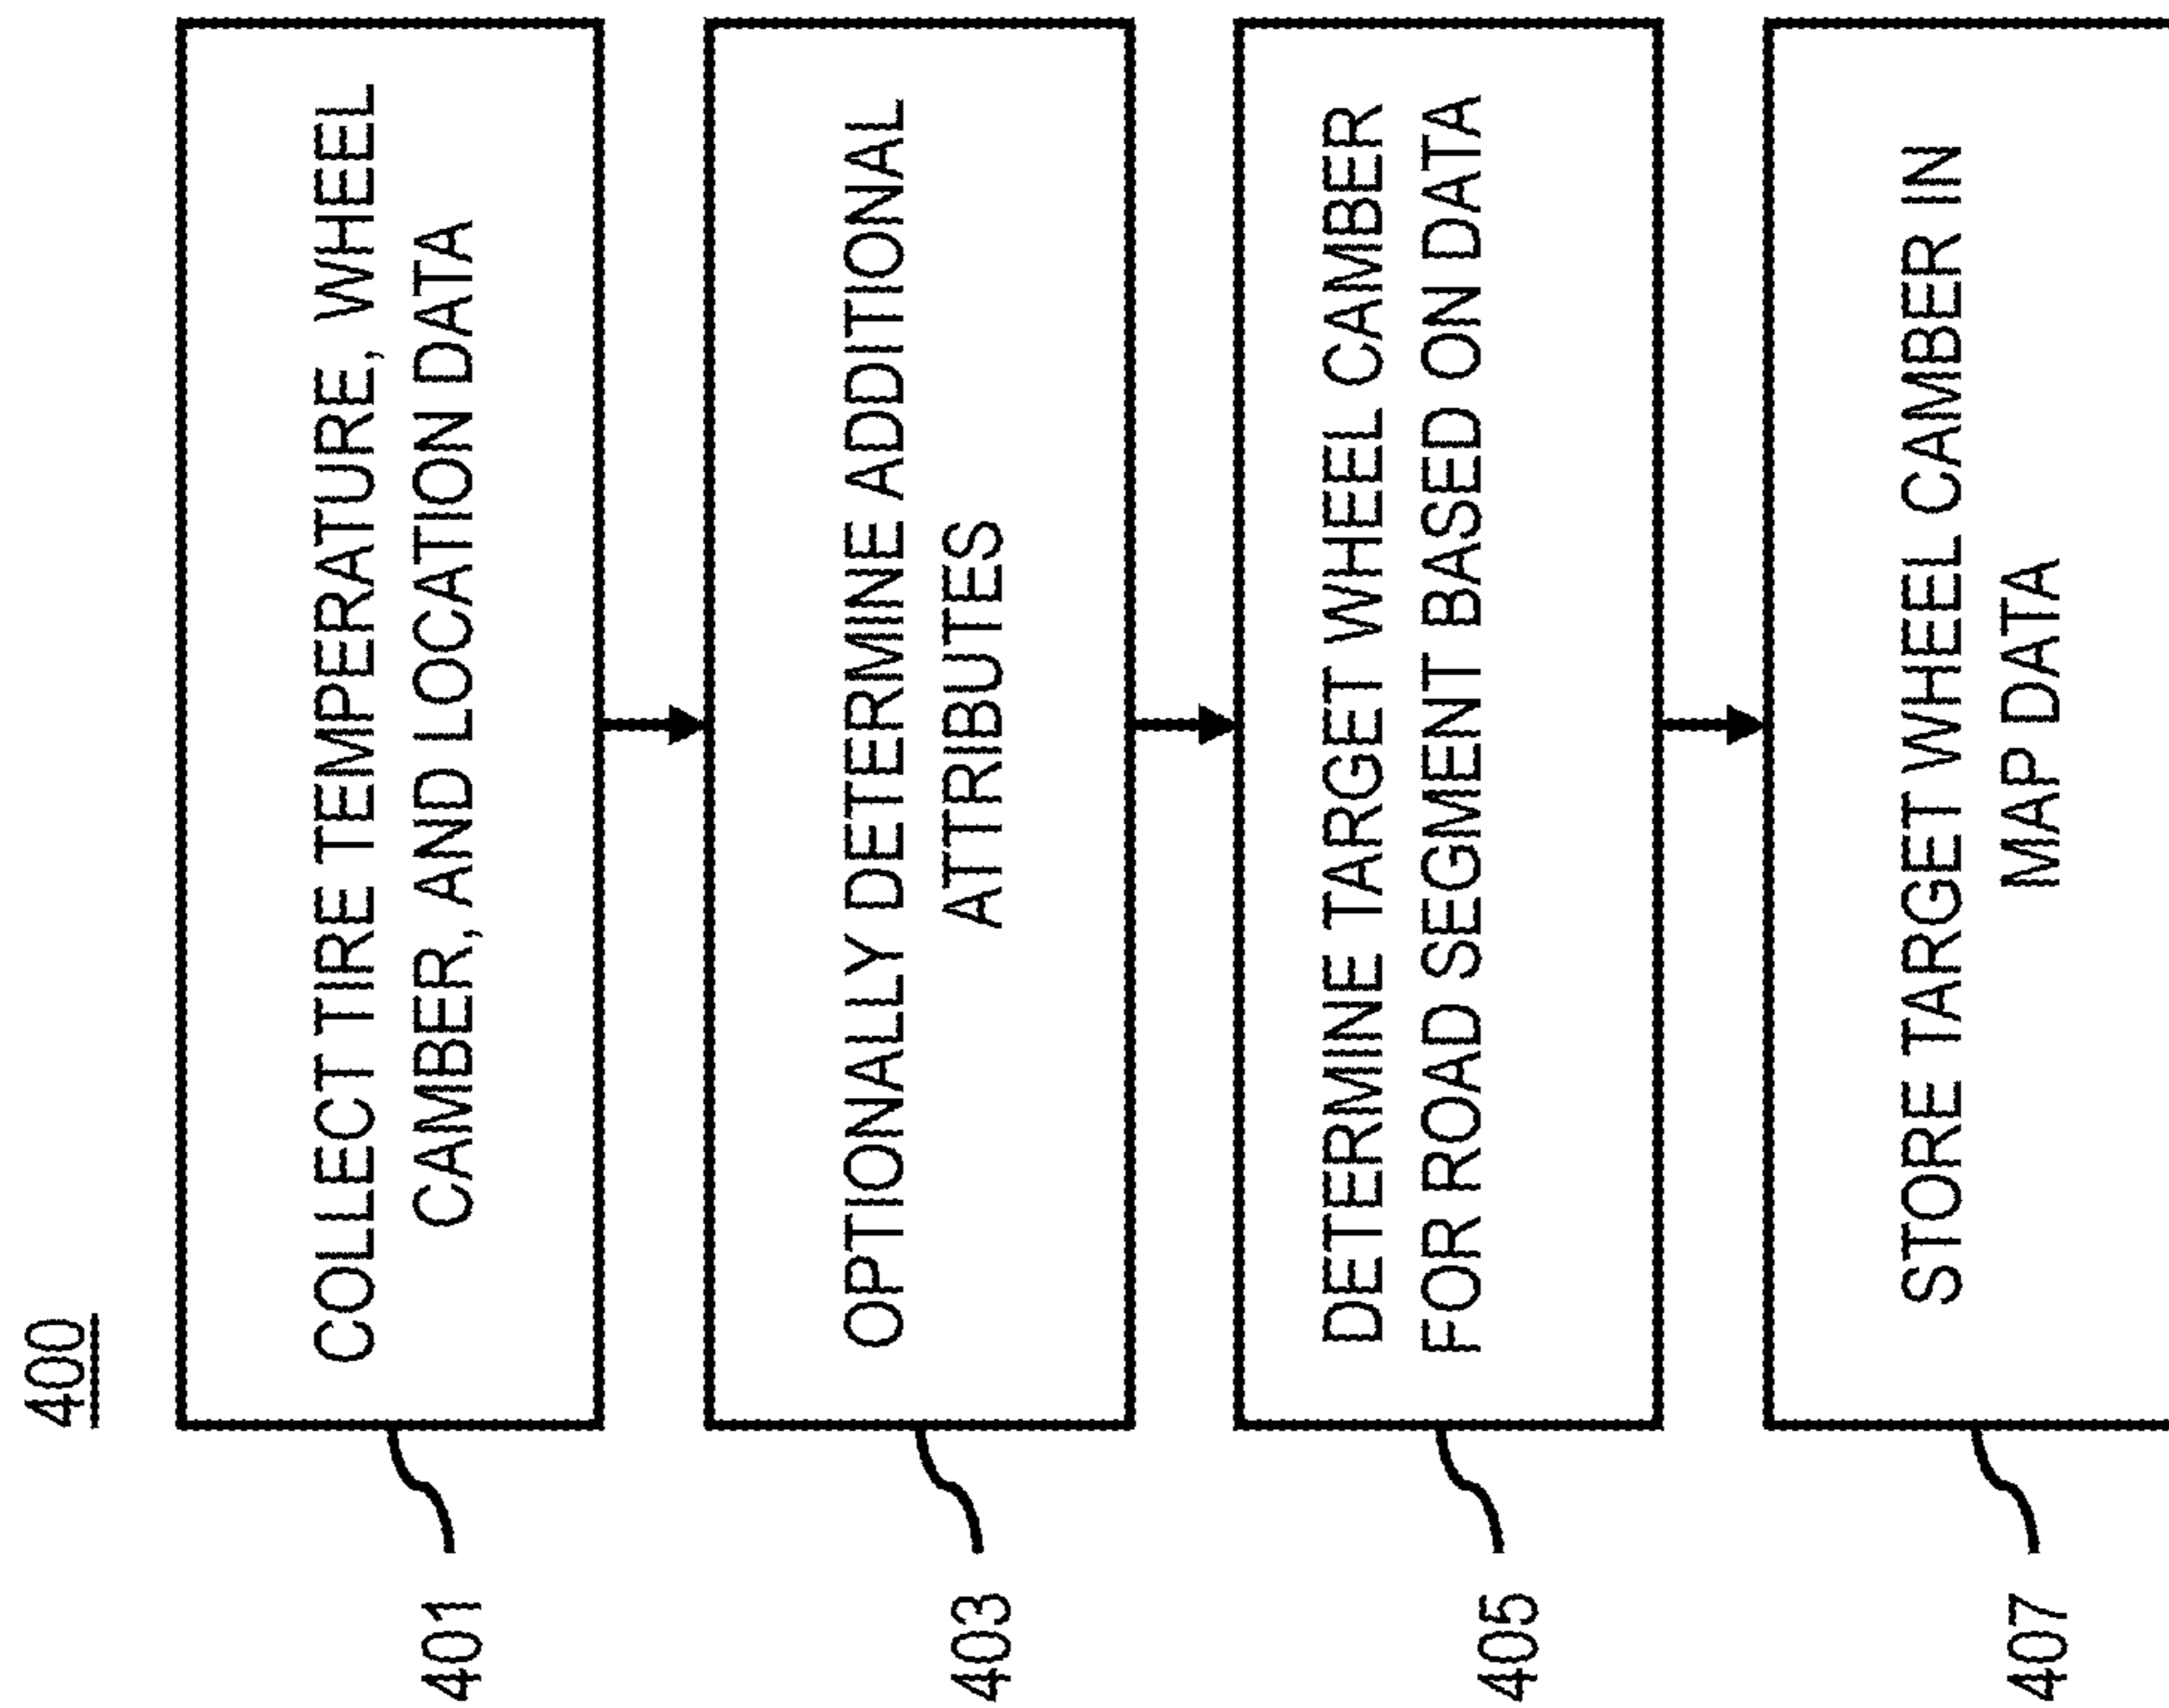 400
401
COLLECT TIRE TEMPERATURE, WHEEL
CAMBER, AND LOCATION DATA
403
OPTIONALLY DETERMINE ADDITIONAL
ATTRIBUTES
405
DETERMINE TARGET WHEEL CAMBER
FOR ROAD SEGMENT BASED ON DATA
407
STORE TARGET WHEEL CAMBER IN
MAP DATA